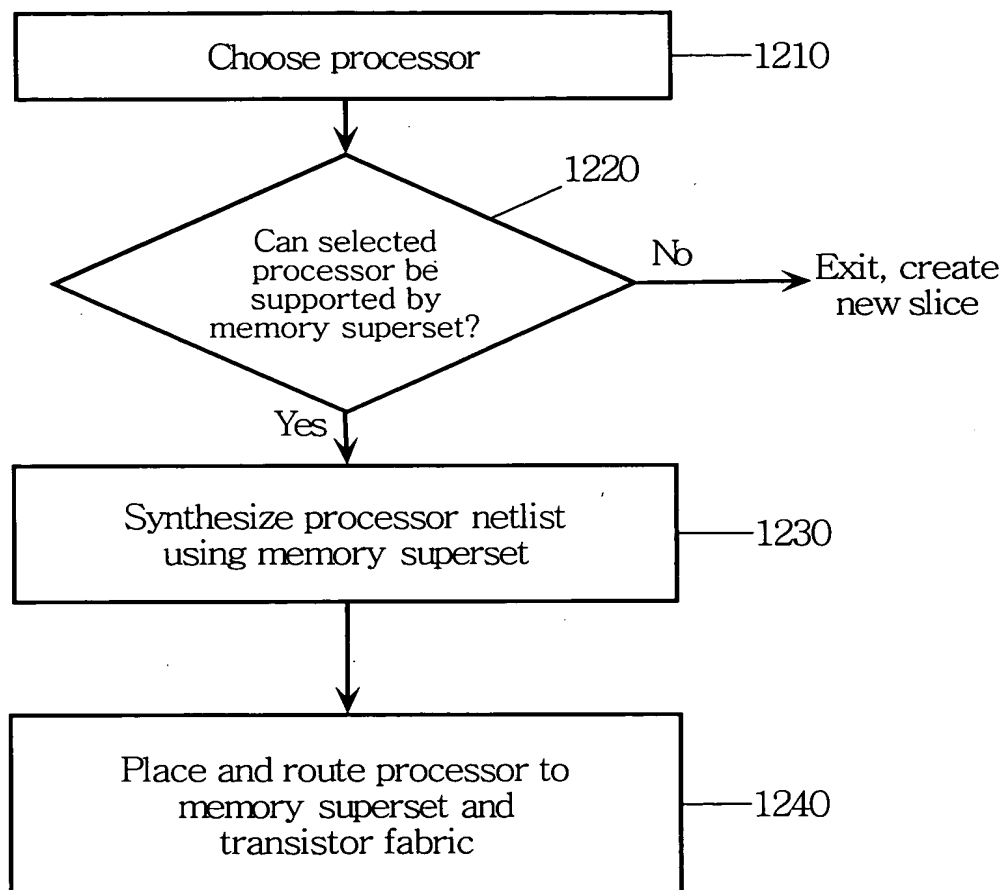 Choose processor
1210
1220
Can selected
processor be
supported by
memory superset?
No
Exit, create
new slice
Yes
Synthesize processor netlist
using memory superset
1230
Place and route processor to
memory superset and
transistor fabric
1240